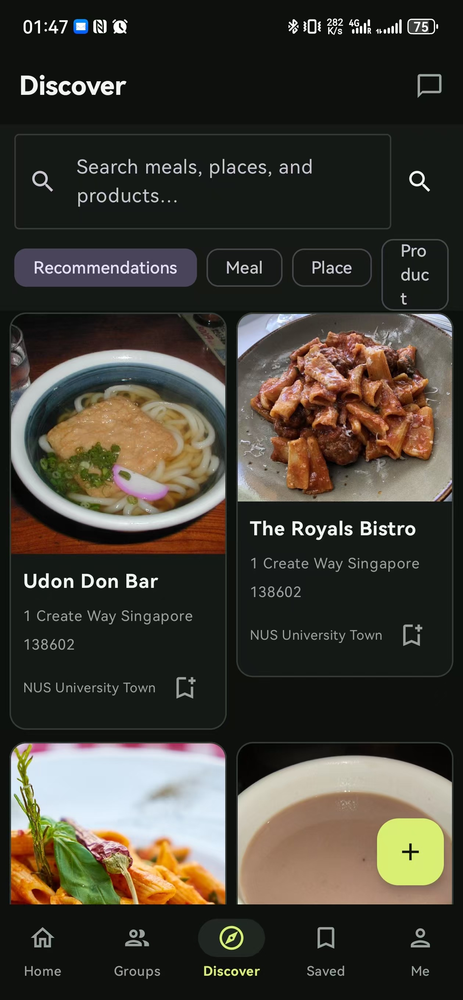 01:47
282
K/s
4G
R
75
Discover
Search meals, places, and
products...
Recommendations
Meal
Place
Pro
duc
t
Udon Don Bar
1 Create Way Singapore
138602
NUS University Town
The Royals Bistro
1 Create Way Singapore
138602
NUS University Town
Home
Groups
Discover
Saved
Me